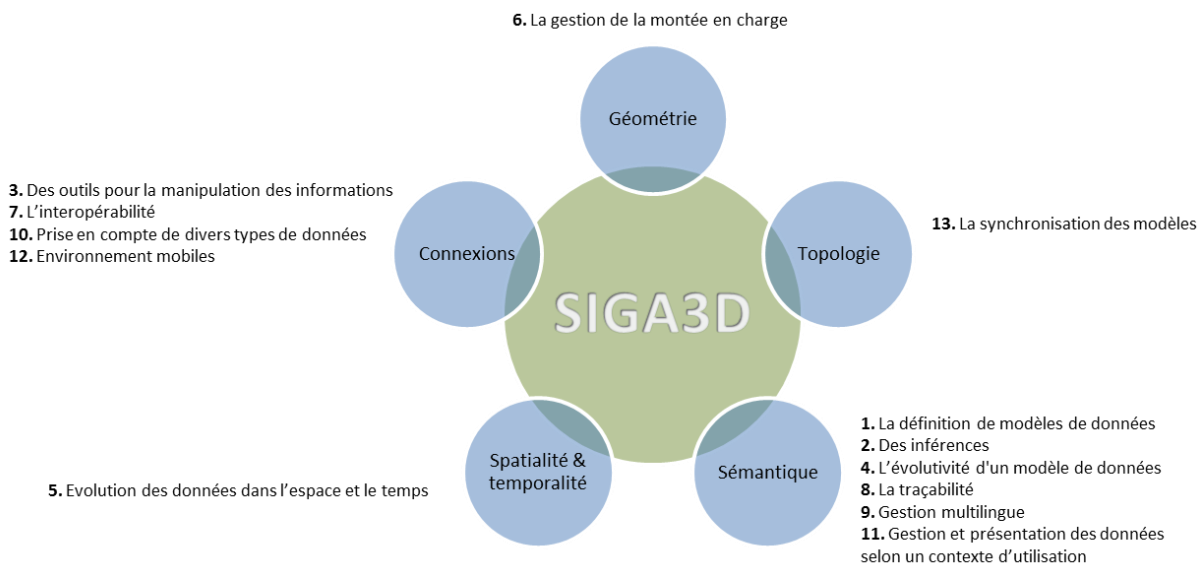 6. La gestion de la montée en charge
Géométrie
3. Des outils pour la manipulation des informations
7. L'interopérabilité
10. Prise en compte de divers types de données
12. Environnement mobiles
Connexions
13. La synchronisation des modèles
Topologie
SIGA3D
Spatialité &
temporalité
5. Evolution des données dans l'espace et le temps
Sémantique
1. La définition de modèles de données
2. Des inférences
4. L'évolutivité d'un modèle de données
8. La traçabilité
9. Gestion multilingue
11. Gestion et présentation des données
selon un contexte d'utilisation